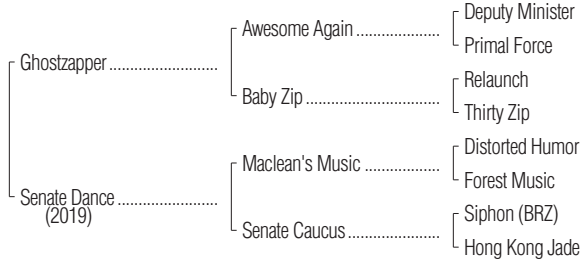 Deputy Minister
Awesome Again
Primal Force
Ghostzapper
Relaunch
Baby Zip
Thirty Zip
Distorted Humor
Maclean's Music
Forest Music
Senate Dance
(2019)
Siphon (BRZ)
Senate Caucus
Hong Kong Jade